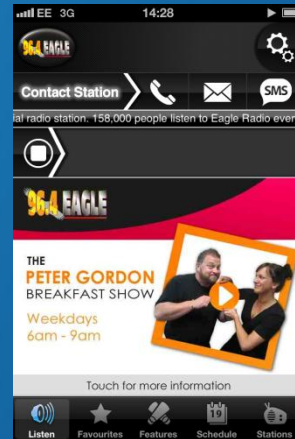 EE 3G 14:28
96.4 EAGLE
Contact Station SMS
ial radio station. 158,000 people listen to Eagle Radio ever
96.4 EAGLE
THE
PETER GORDON
BREAKFAST SHOW
Weekdays
6am - 9am
Touch for more information
19
Listen Favourites Features Schedule Stations